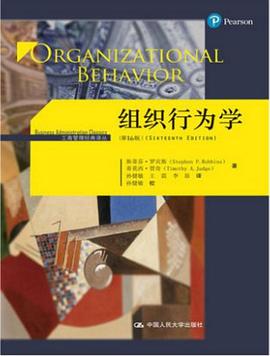 Pearson
ORGANIZATIONAL
BEHAVIOR
Business Administration Classics
工商管理经典译丛
组织行为学
(第16版) (SIXTEENTH EDITION)
斯蒂芬·罗宾斯 (Stephen P. Robbins)
蒂莫西·贾奇 (Timothy A. Judge) 著
孙健敏 王震 李原 译
孙健敏 校
中国人民大学出版社